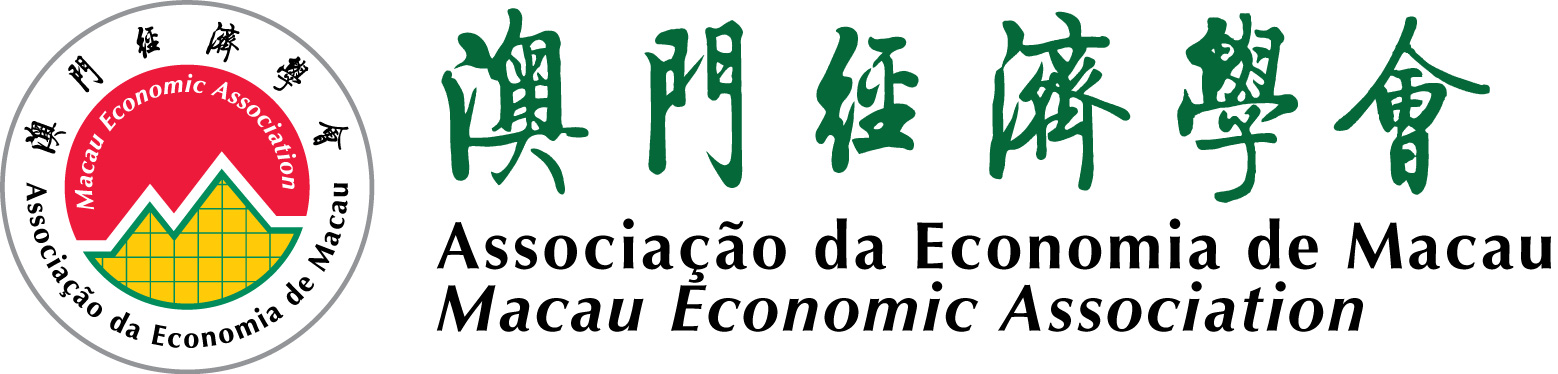 澳門經濟學會
Macau Economic Association
Associação da Economia de Macau
澳門經濟學會
Associação da Economia de Macau
Macau Economic Association